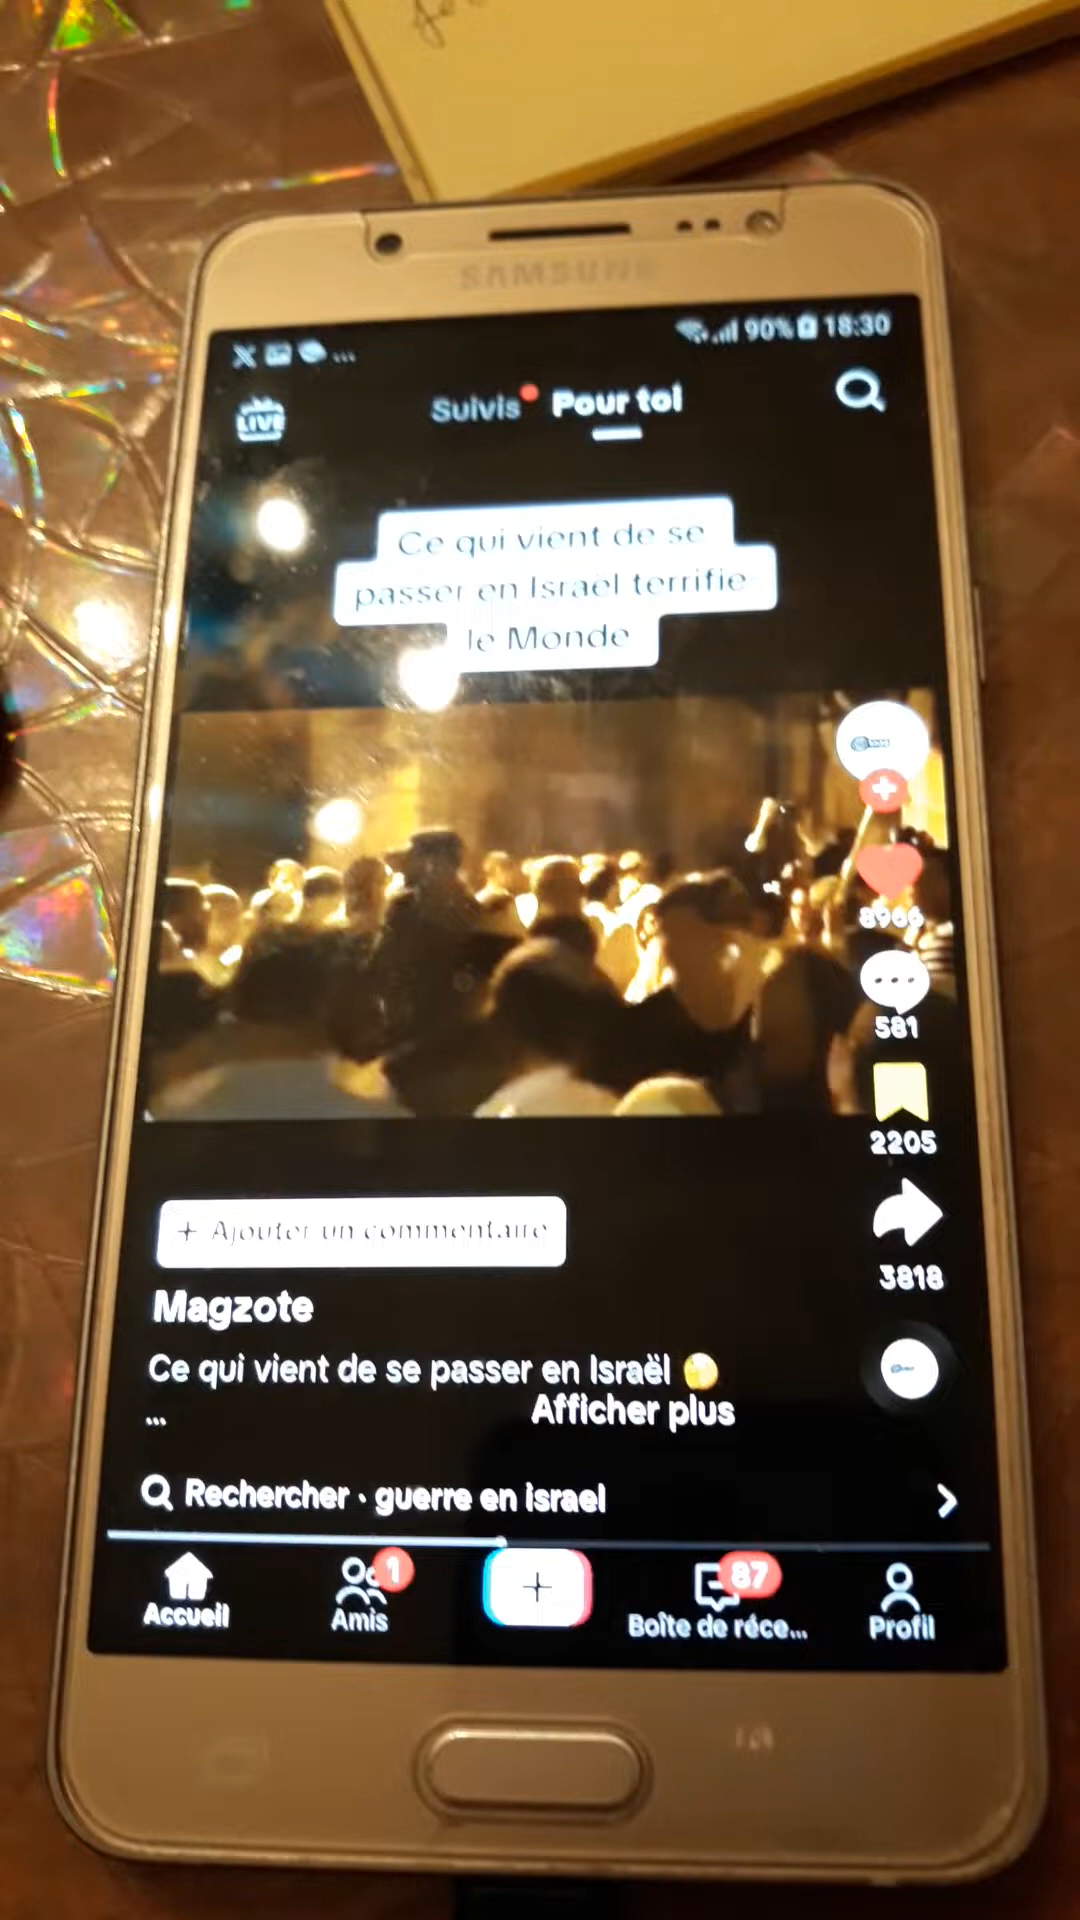 SAMSUNG
90% 18:30
LIVE
Suivis Pour toi
Ce qui vient de se
passer en Israël terrifie
le Monde
8966
581
2205
3818
+ Ajouter un commentaire
Magzote
Ce qui vient de se passer en Israël
... Afficher plus
Rechercher · guerre en israel
1
87
Accueil
Amis
Boîte de réce...
Profil